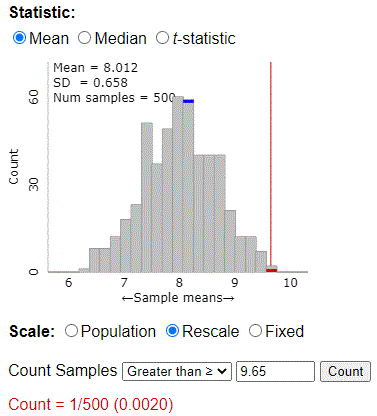 Statistic:
Mean Median t-statistic
Mean = 8.012
SD = 0.658
Num samples = 500
60
30
0
Count
6 7 8 9 10
←Sample means→
Scale: Population Rescale Fixed
Count Samples Greater than ≥ 9.65 Count
Count = 1/500 (0.0020)